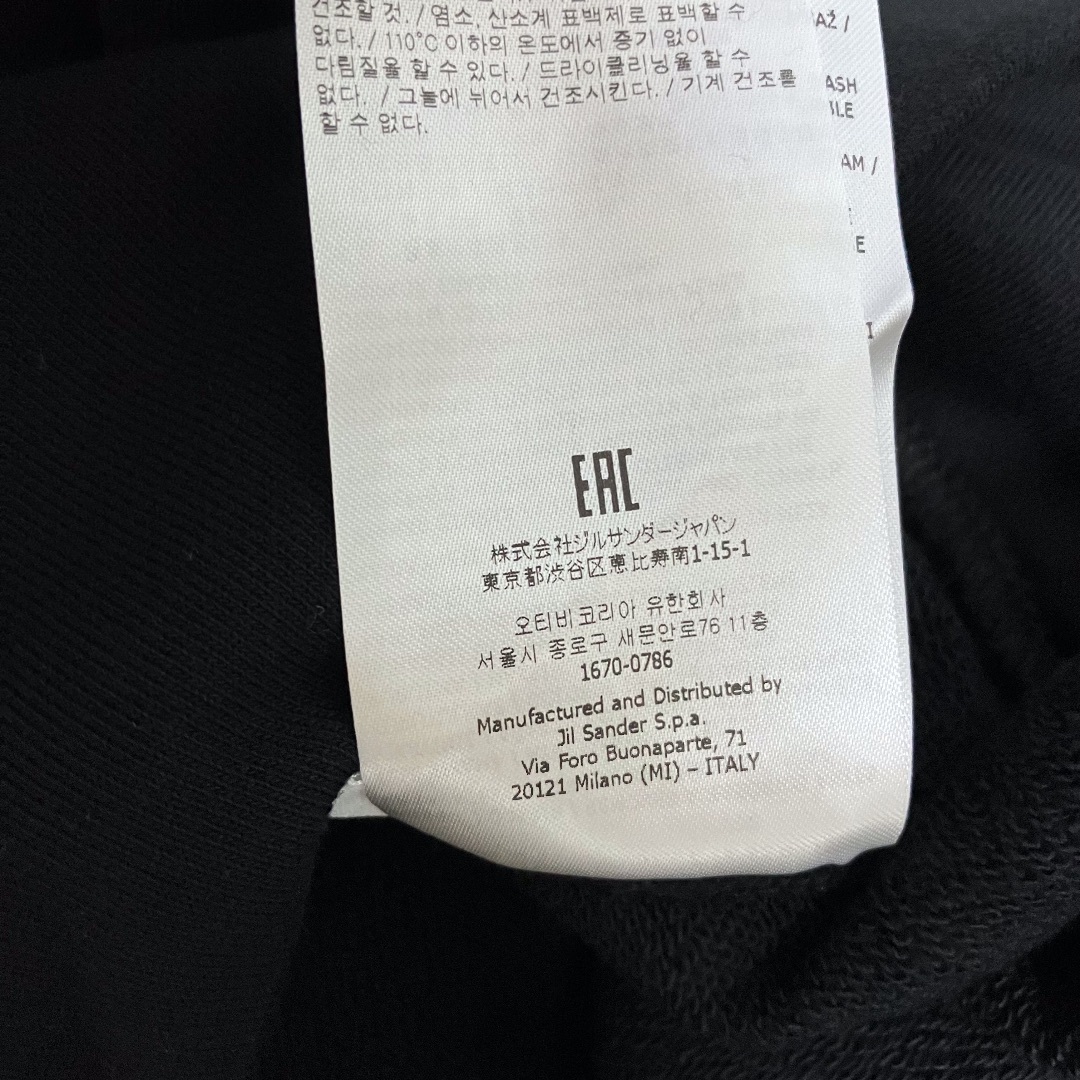 건조할 것. / 염소, 산소계 표백제로 표백할 수
없다. / 110°C 이하의 온도에서 증기 없이
다림질을 할 수 있다. / 드라이클리닝을 할 수
없다. / 그늘에 뉘어서 건조시킨다. / 기계 건조를
할 수 없다.
AŽ /
ASH
ILE
AM /
E
I
EAC
株式会社ジルサンダージャパン
東京都渋谷区恵比寿南1-15-1
오티비코리아 유한회사
서울시 종로구 새문안로76 11층
1670-0786
Manufactured and Distributed by
Jil Sander S.p.a.
Via Foro Buonaparte, 71
20121 Milano (MI) – ITALY